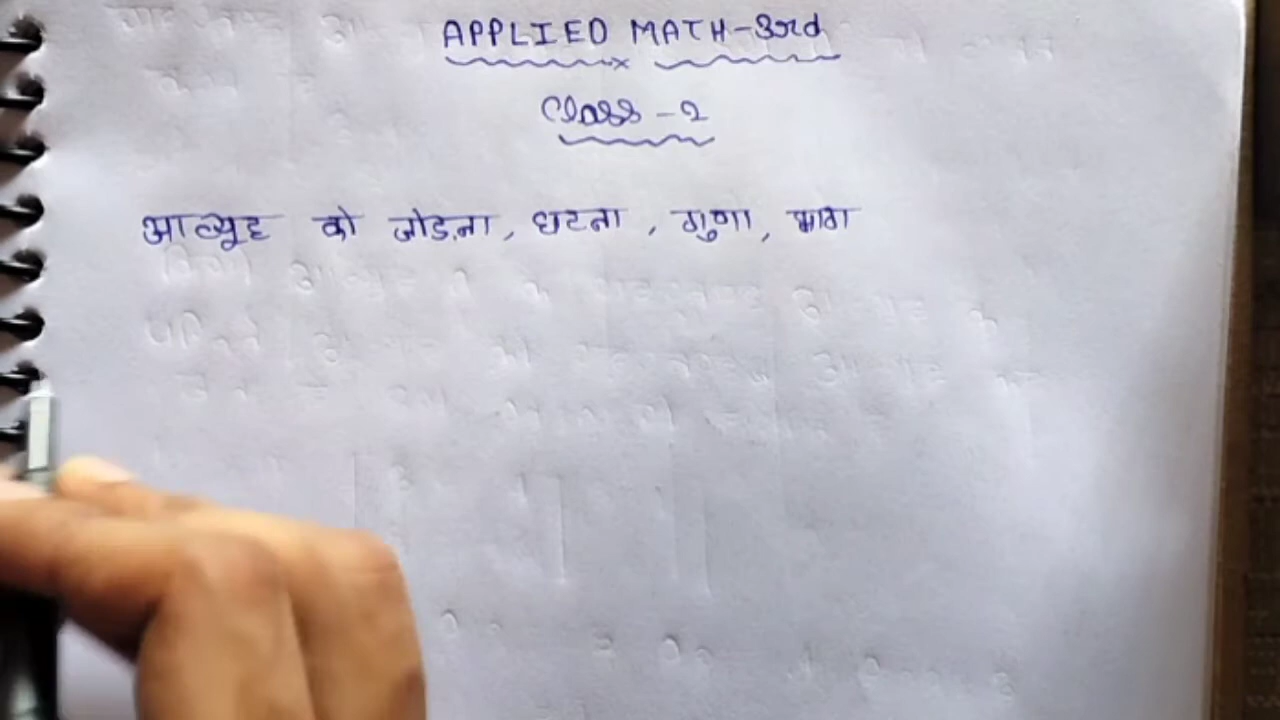 APPLIED MATH-3rd
Class - 2
आव्यूह को जोड़ना, घटना, गुणा, भाग